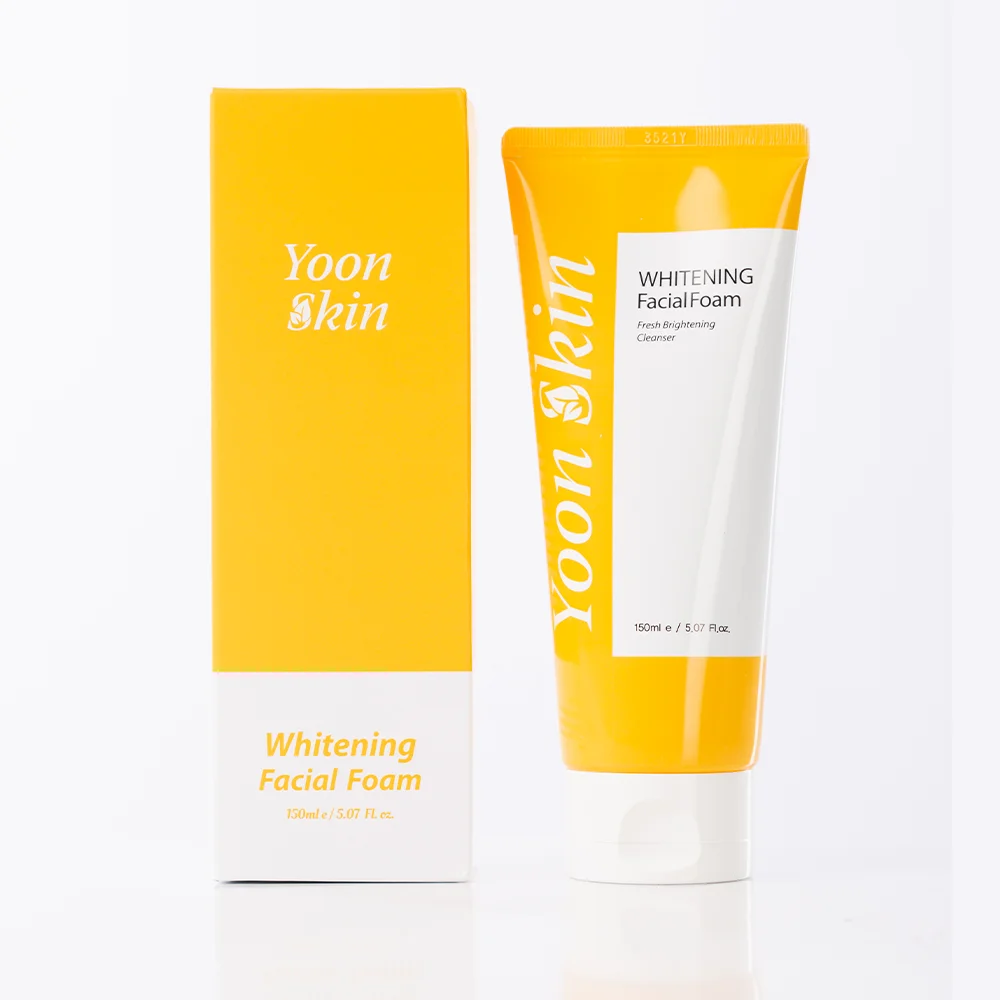 Yoon
Skin
Whitening
Facial Foam
150ml e / 5.07 Fl. oz.
3521Y
Yoon Skin
WHITENING
Facial Foam
Fresh Brightening
Cleanser
150ml e / 5.07 Fl.oz.